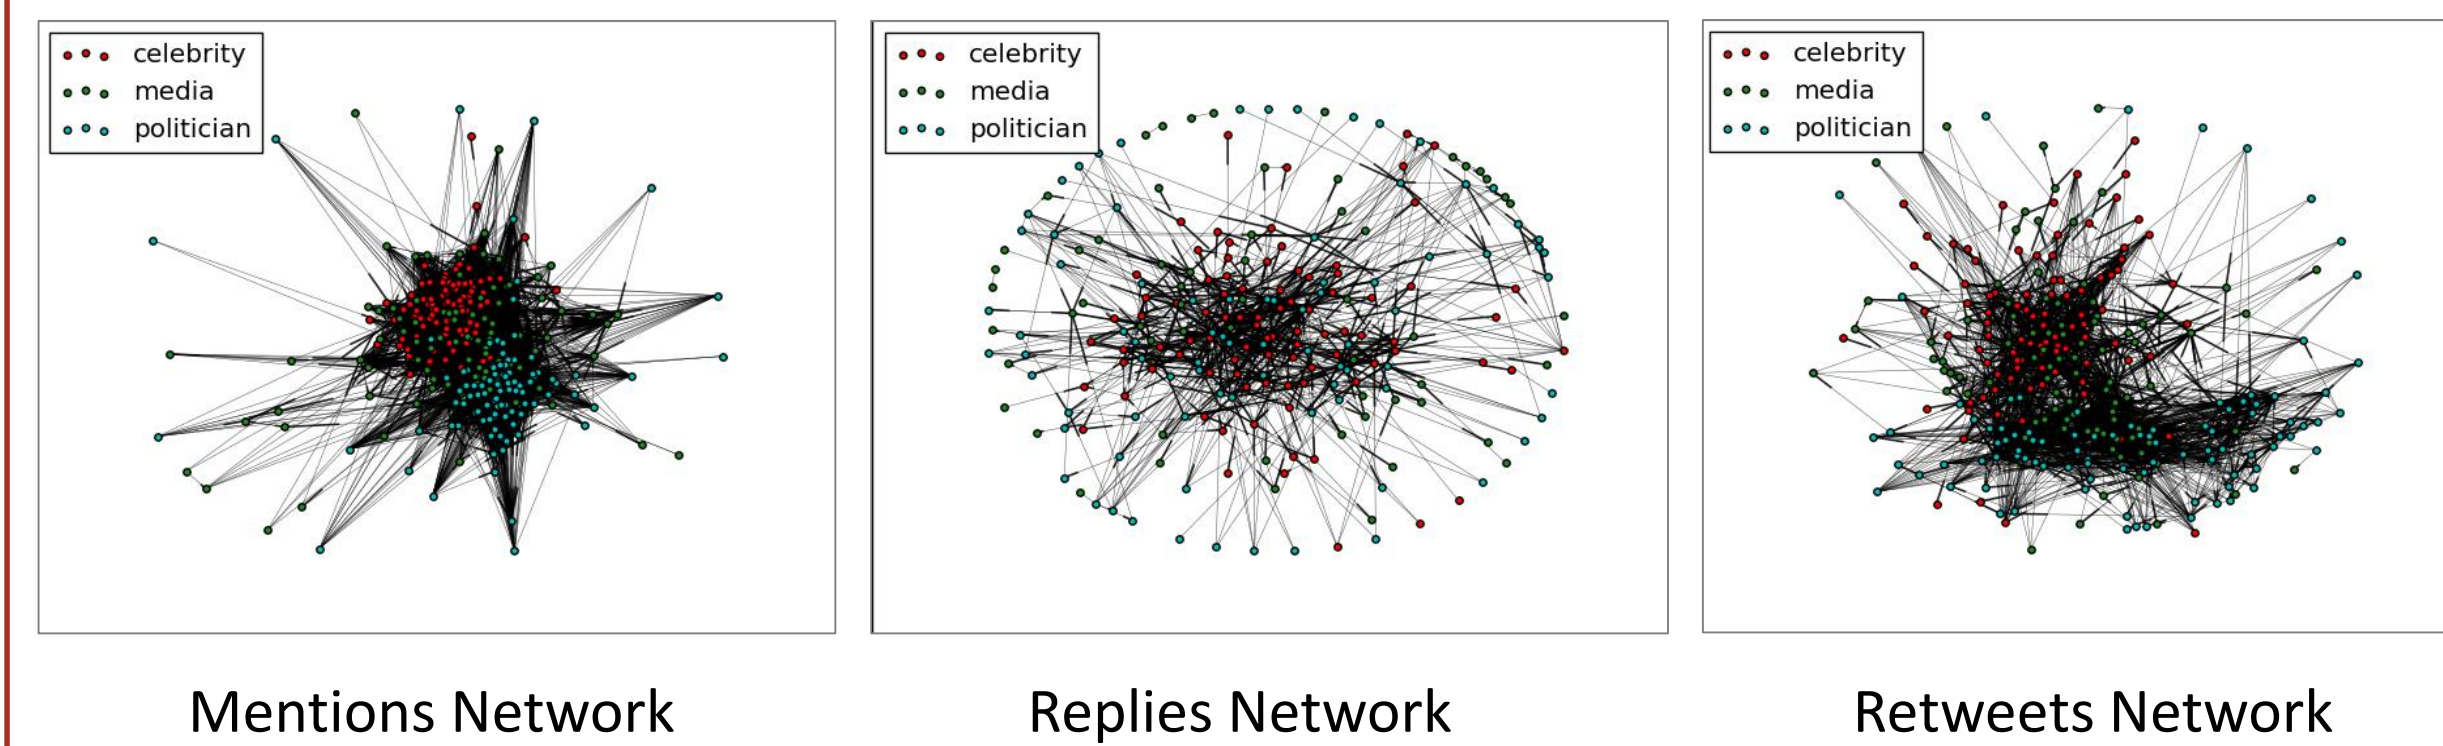 celebrity
media
politician
celebrity
media
politician
celebrity
media
politician
Mentions Network
Replies Network
Retweets Network